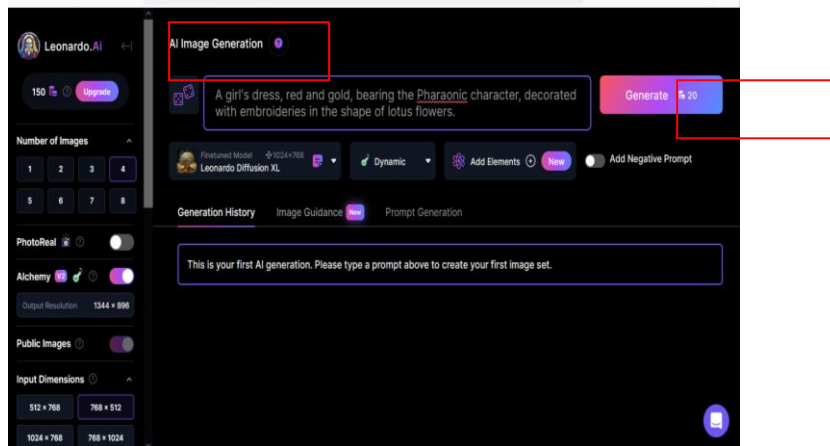 Leonardo.Ai
150
Upgrade
Number of Images
1 2 3 4
5 6 7 8
PhotoReal
Alchemy V2
Output Resolution 1344 × 896
Public Images
Input Dimensions
512 × 768 768 × 512
1024 × 768 768 × 1024
AI Image Generation
A girl's dress, red and gold, bearing the Pharaonic character, decorated
with embroideries in the shape of lotus flowers.
Generate 20
Finetuned Model 1024×768
Leonardo Diffusion XL
Dynamic
Add Elements New
Add Negative Prompt
Generation History Image Guidance New Prompt Generation
This is your first AI generation. Please type a prompt above to create your first image set.